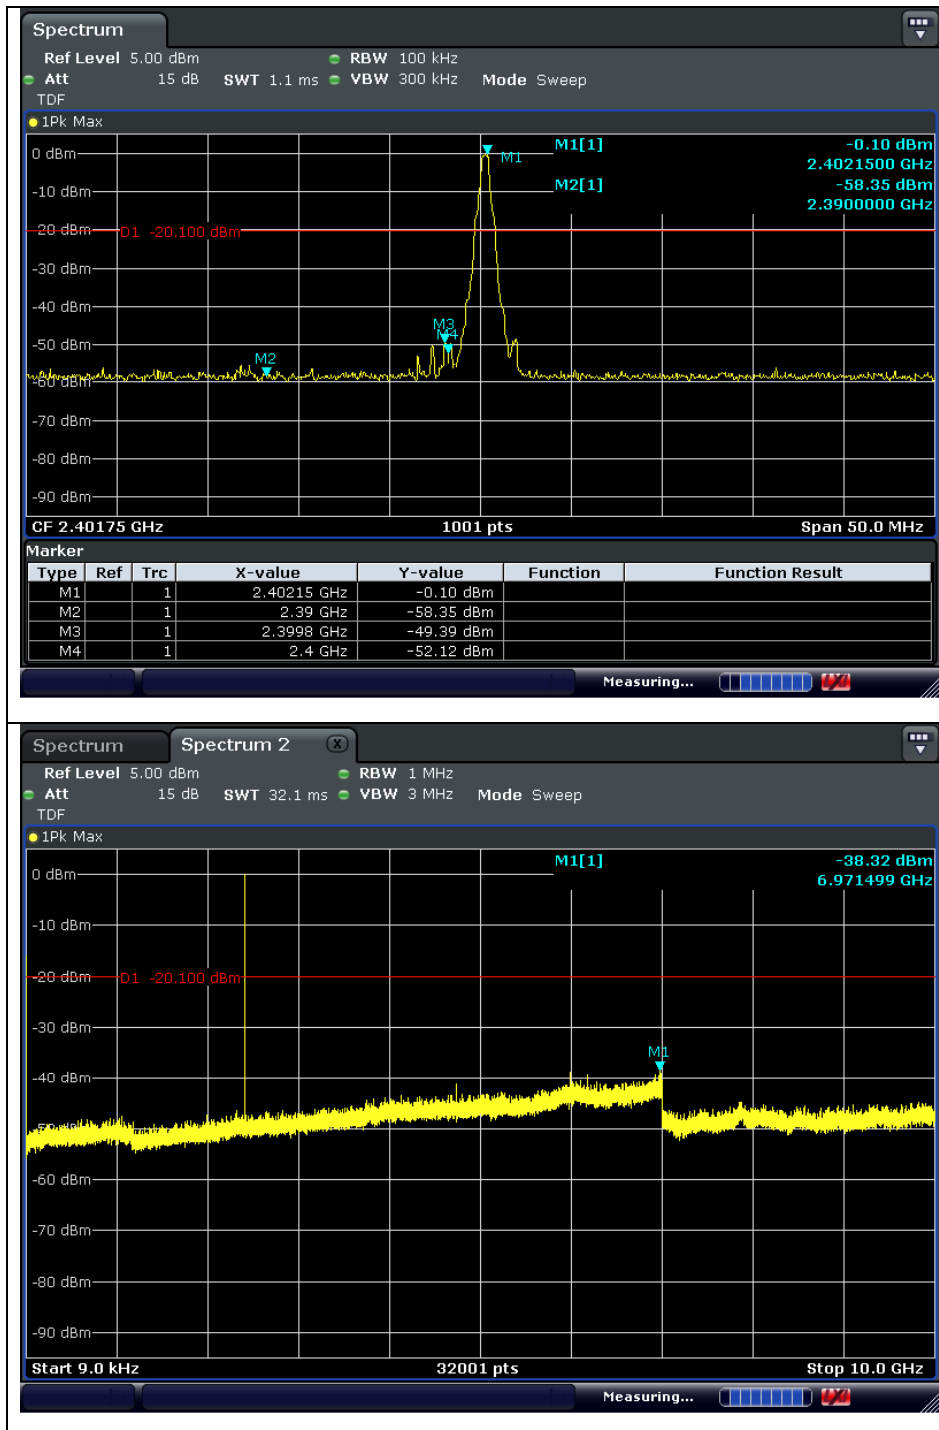 Spectrum
Ref Level 5.00 dBm RBW 100 kHz
Att 15 dB SWT 1.1 ms VBW 300 kHz Mode Sweep
TDF
1Pk Max
M1[1] -0.10 dBm
2.4021500 GHz
M2[1] -58.35 dBm
2.3900000 GHz
0 dBm
M1
-10 dBm
-20 dBm
D1 -20.100 dBm
-30 dBm
-40 dBm
M3
M4
-50 dBm
M2
-60 dBm
-70 dBm
-80 dBm
-90 dBm
CF 2.40175 GHz 1001 pts Span 50.0 MHz
Marker
Type Ref Trc X-value Y-value Function Function Result
M1 1 2.40215 GHz -0.10 dBm
M2 1 2.39 GHz -58.35 dBm
M3 1 2.3998 GHz -49.39 dBm
M4 1 2.4 GHz -52.12 dBm
Measuring...
Spectrum Spectrum 2 X
Ref Level 5.00 dBm RBW 1 MHz
Att 15 dB SWT 32.1 ms VBW 3 MHz Mode Sweep
TDF
1Pk Max
M1[1] -38.32 dBm
6.971499 GHz
0 dBm
-10 dBm
-20 dBm
D1 -20.100 dBm
-30 dBm
M1
-40 dBm
-60 dBm
-70 dBm
-80 dBm
-90 dBm
Start 9.0 kHz 32001 pts Stop 10.0 GHz
Measuring...